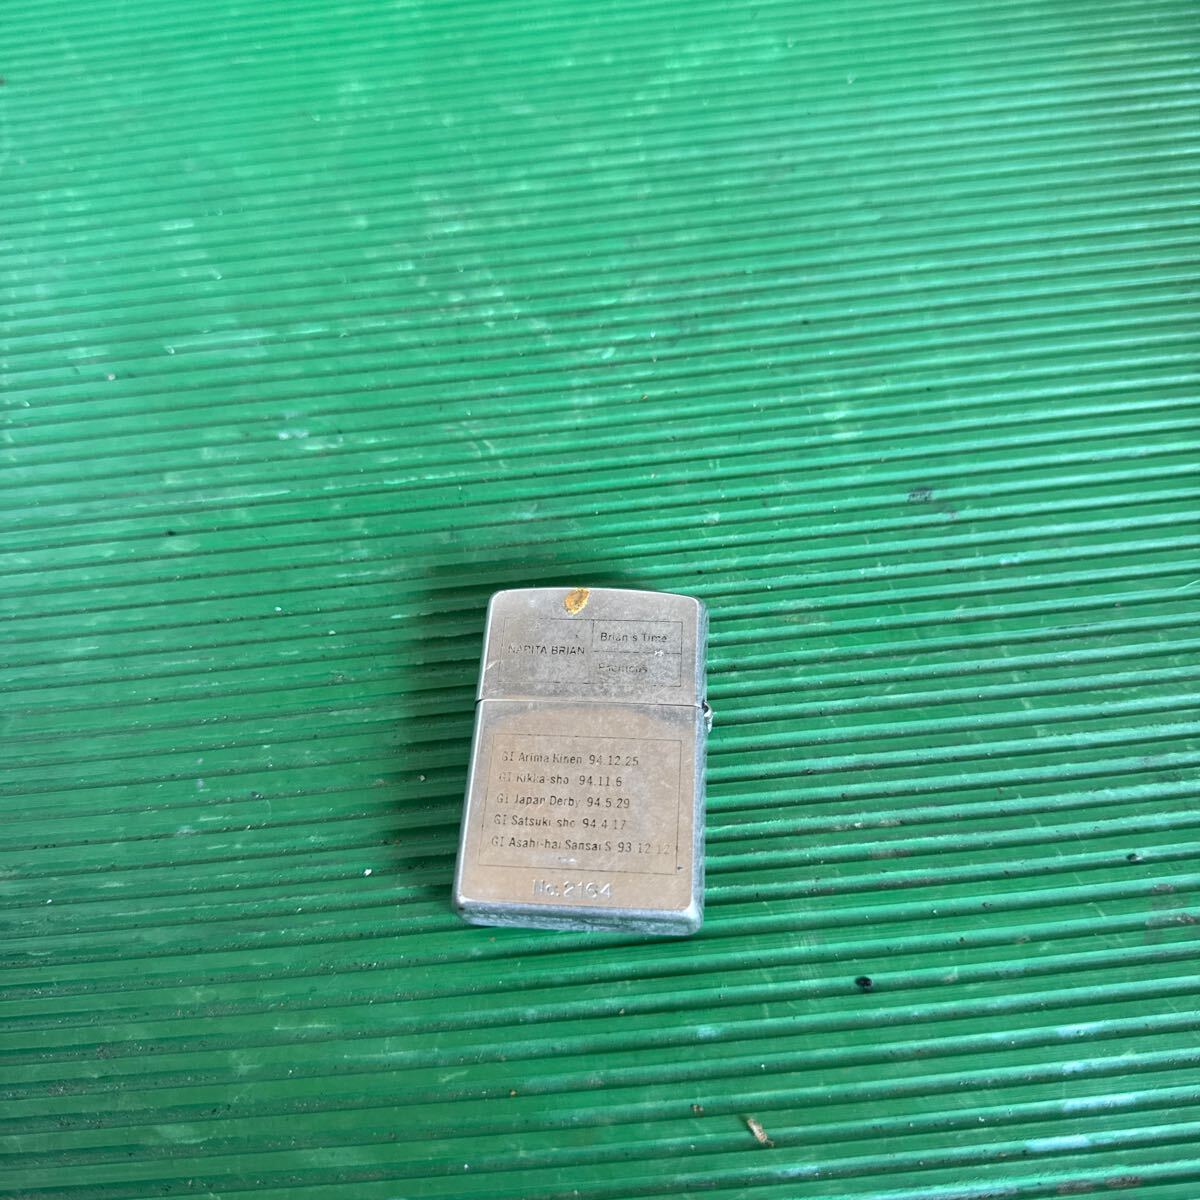 NARITA BRIAN
Brian's Time
Pacificus
GI Arima Kinen 94.12.25
GI Kikka-sho 94.11.6
GI Japan Derby 94.5.29
GI Satsuki-sho 94.4.17
GI Asahi-hai Sansai S 93.12.12
No.2164